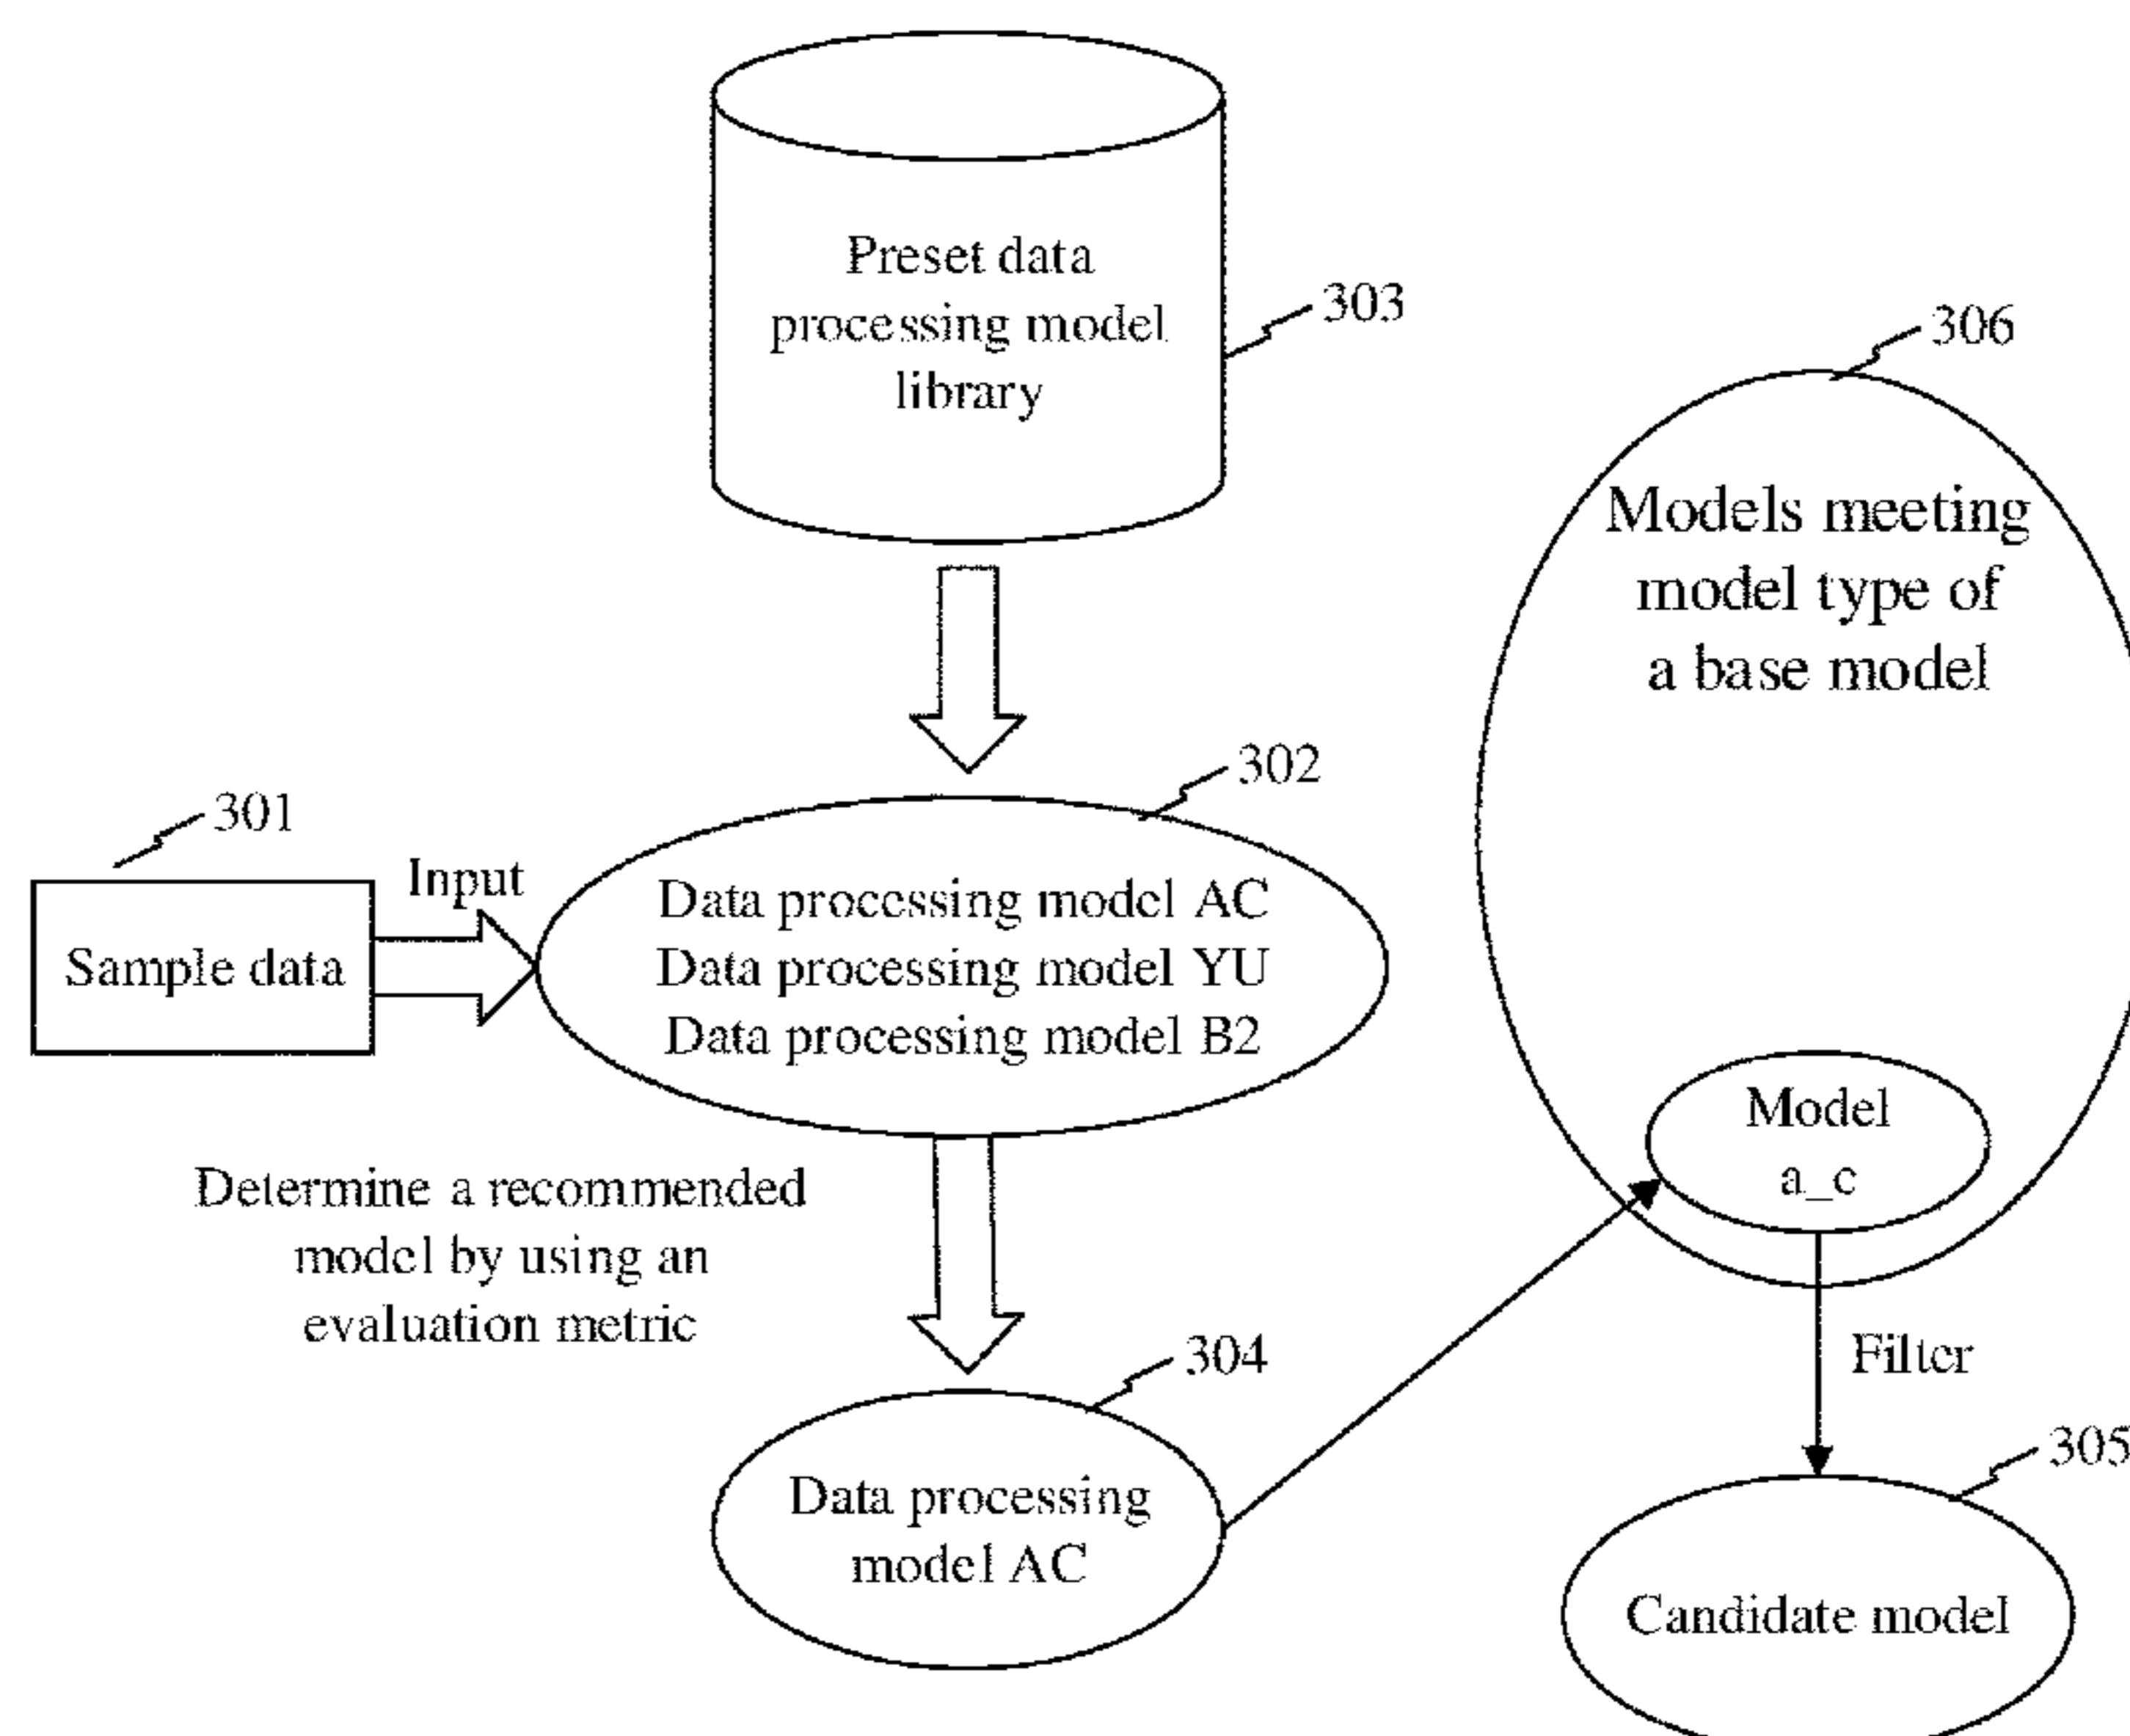 Preset data
processing model
library
303
306
Models meeting
model type of
a base model
302
301
Input
Sample data
Data processing model AC
Data processing model YU
Data processing model B2
Model
a_c
Determine a recommended
model by using an
evaluation metric
304
Filter
305
Data processing
model AC
Candidate model